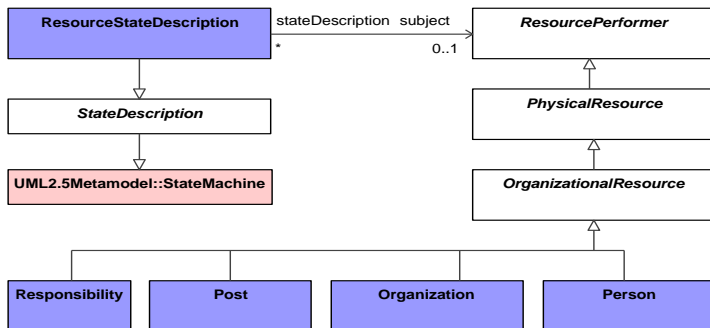 ResourceStateDescription
stateDescription subject
ResourcePerformer
* 0..1
StateDescription
PhysicalResource
UML2.5Metamodel::StateMachine
OrganizationalResource
Responsibility
Post
Organization
Person